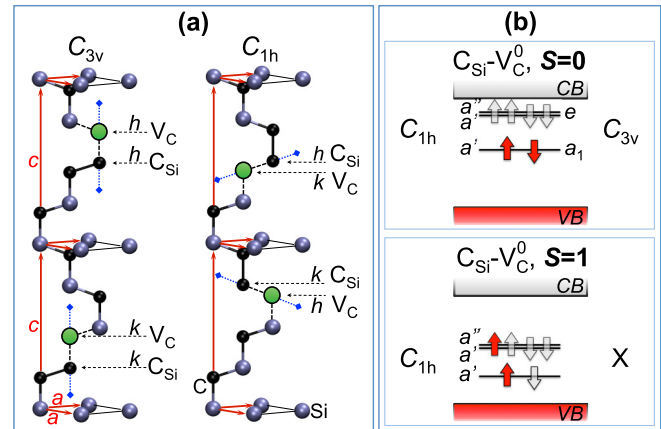 (a)
C3v
C1h
h VC
h CSi
c
h CSi
k VC
k VC
k CSi
c
k CSi
h VC
a
a
C
Si
(b)
CSi-VC0, S=0
CB
a"
a'
e
C1h
C3v
a'
a1
VB
CSi-VC0, S=1
CB
a"
a'
C1h
X
a'
VB